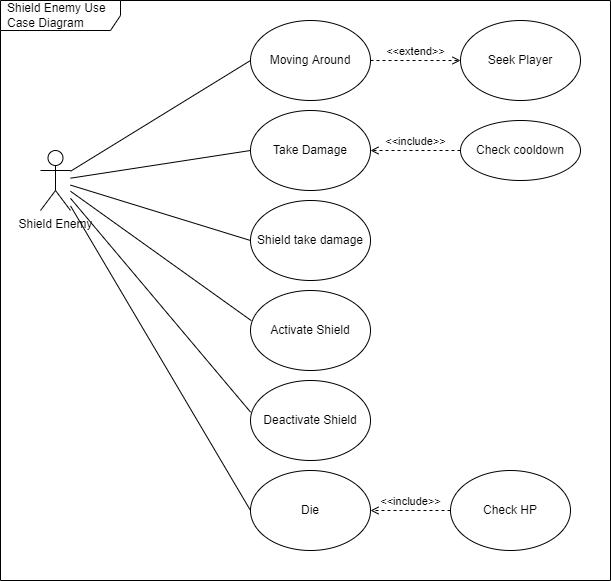 Shield Enemy Use
Case Diagram
Moving Around
<<extend>>
Seek Player
Take Damage
<<include>>
Check cooldown
Shield Enemy
Shield take damage
Activate Shield
Deactivate Shield
Die
<<include>>
Check HP